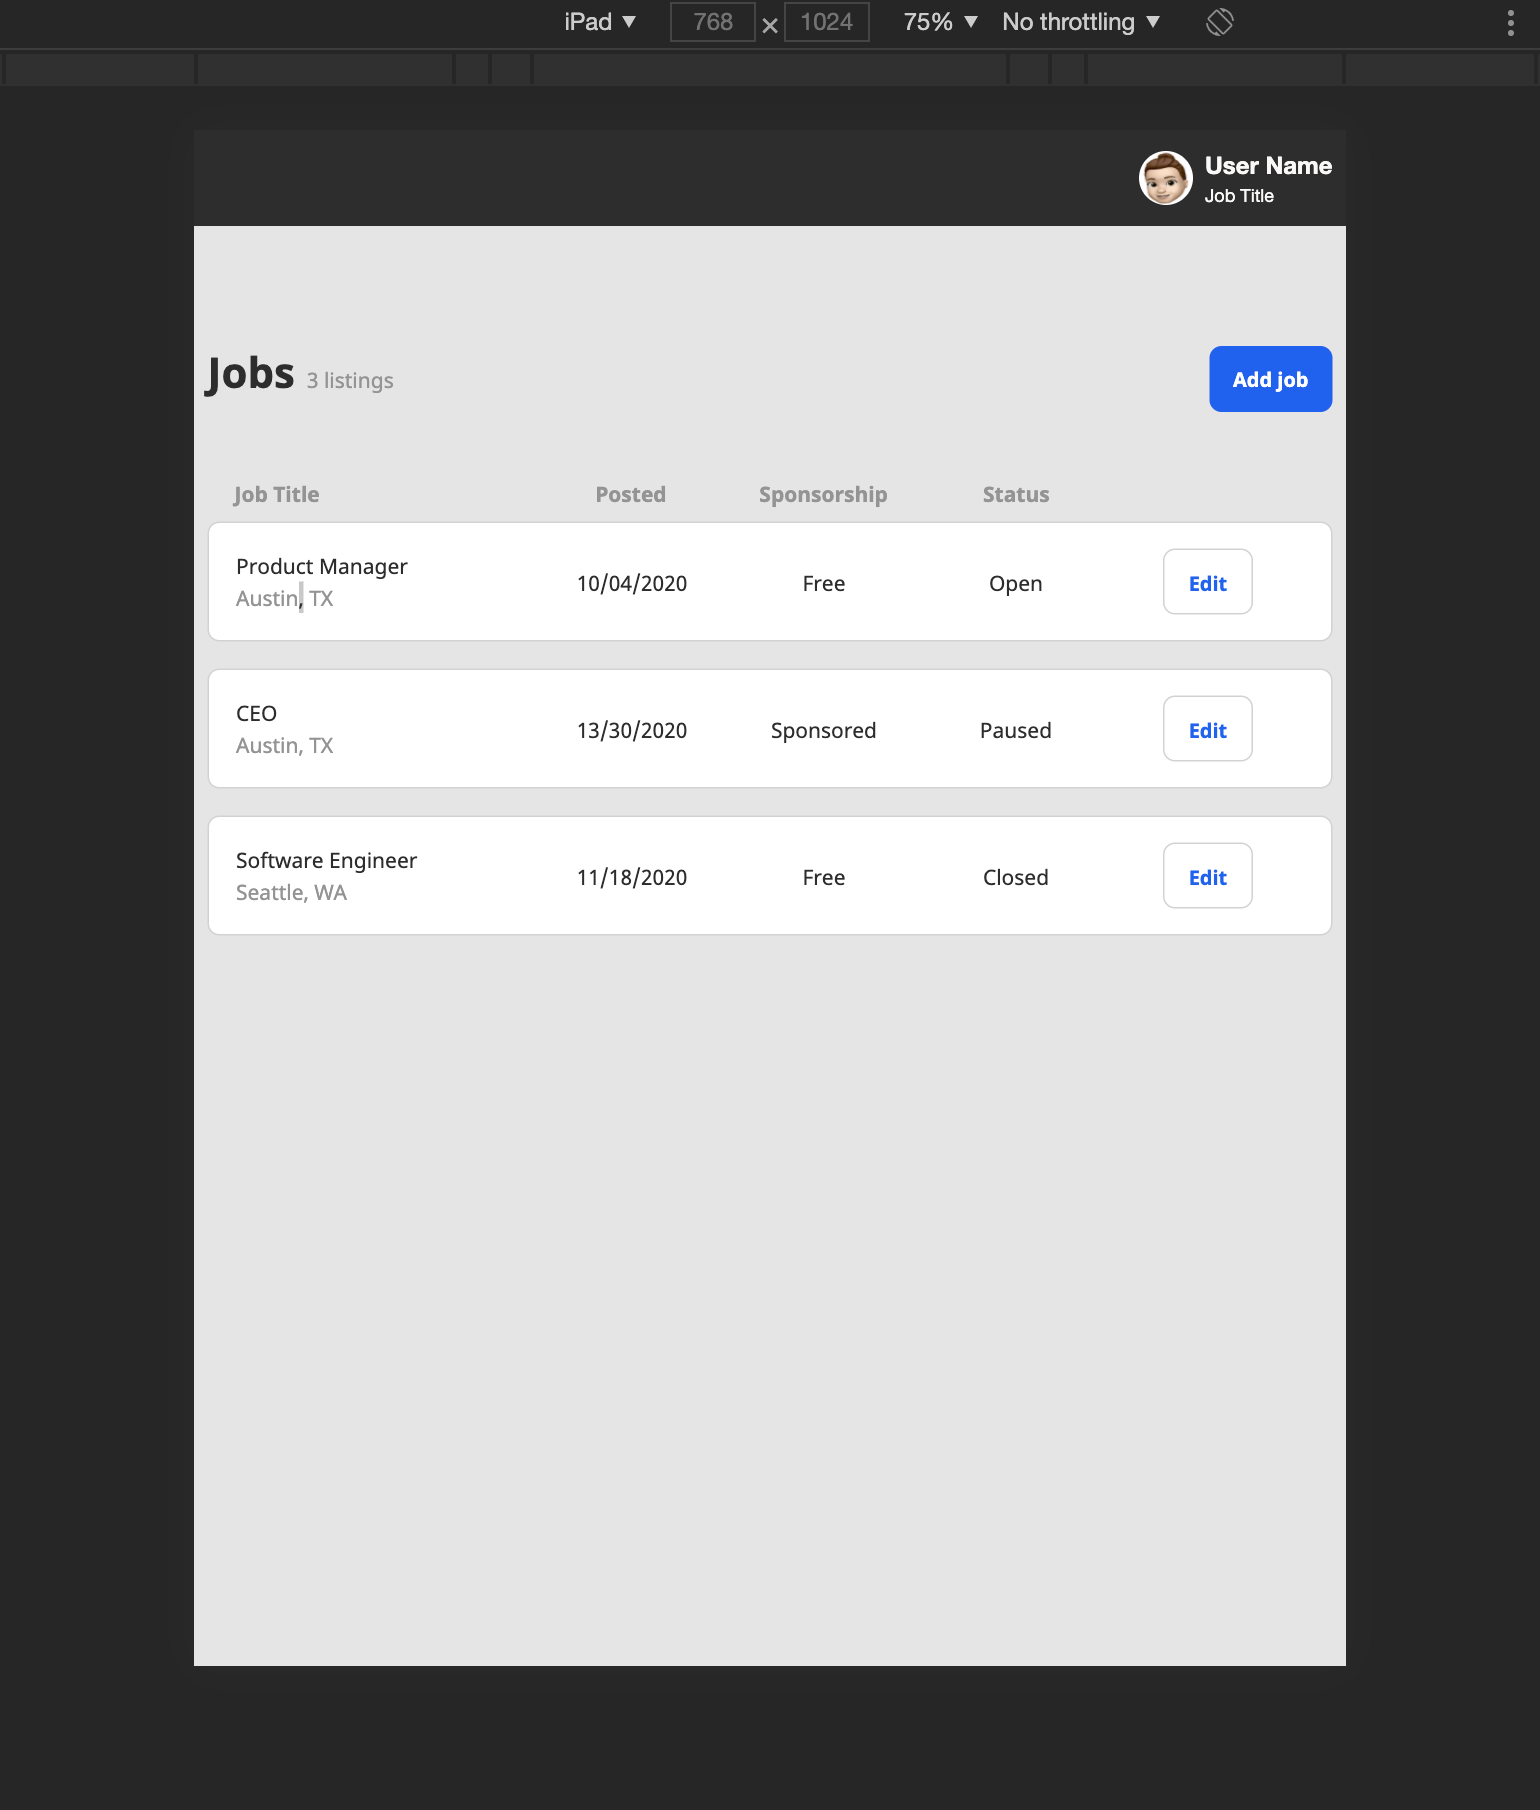 iPad ▼ 768 × 1024 75% ▼ No throttling ▼
User Name
Job Title
Jobs 3 listings
Add job
Job Title Posted Sponsorship Status
Product Manager
Austin, TX
10/04/2020 Free Open Edit
CEO
Austin, TX
13/30/2020 Sponsored Paused Edit
Software Engineer
Seattle, WA
11/18/2020 Free Closed Edit